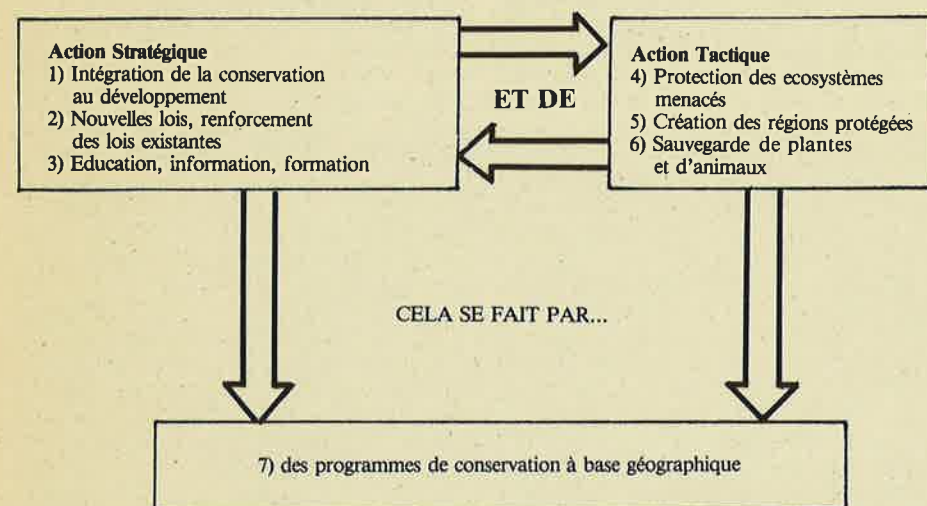 Action Stratégique
1) Intégration de la conservation
au développement
2) Nouvelles lois, renforcement
des lois existantes
3) Education, information, formation
ET DE
Action Tactique
4) Protection des ecosystèmes
menacés
5) Création des régions protégées
6) Sauvegarde de plantes
et d'animaux
CELA SE FAIT PAR...
7) des programmes de conservation à base géographique